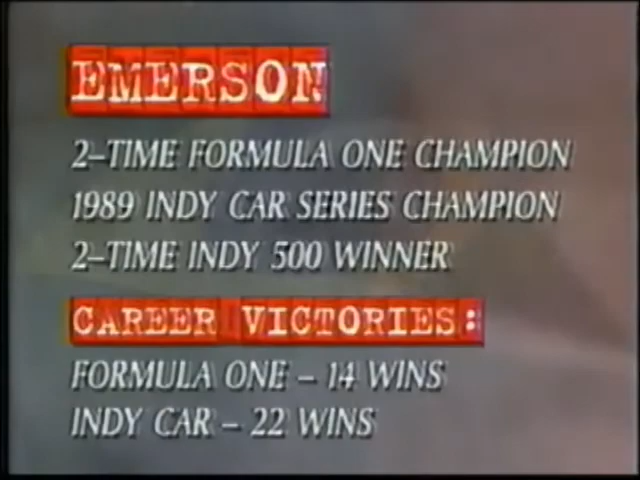 EMERSON
2-TIME FORMULA ONE CHAMPION
1989 INDY CAR SERIES CHAMPION
2-TIME INDY 500 WINNER
CAREER VICTORIES:
FORMULA ONE - 14 WINS
INDY CAR - 22 WINS